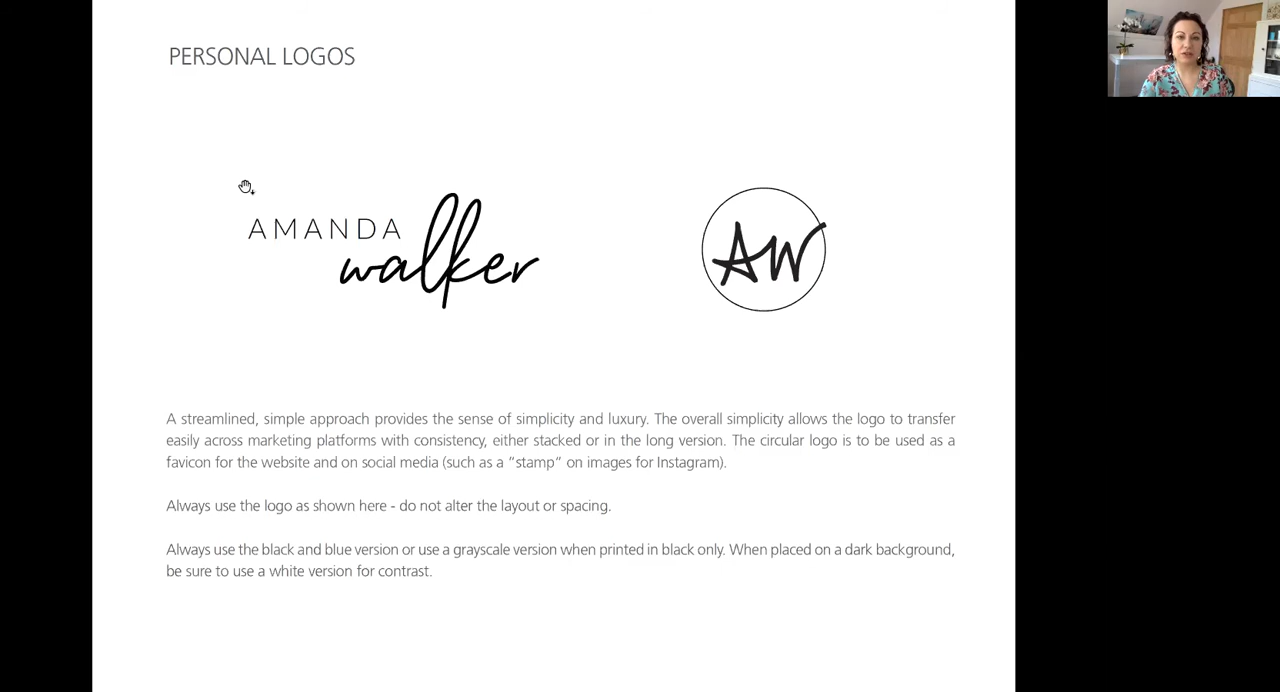 PERSONAL LOGOS
AMANDA
walker
AW
A streamlined, simple approach provides the sense of simplicity and luxury. The overall simplicity allows the logo to transfer
easily across marketing platforms with consistency, either stacked or in the long version. The circular logo is to be used as a
favicon for the website and on social media (such as a “stamp” on images for Instagram).
Always use the logo as shown here - do not alter the layout or spacing.
Always use the black and blue version or use a grayscale version when printed in black only. When placed on a dark background,
be sure to use a white version for contrast.